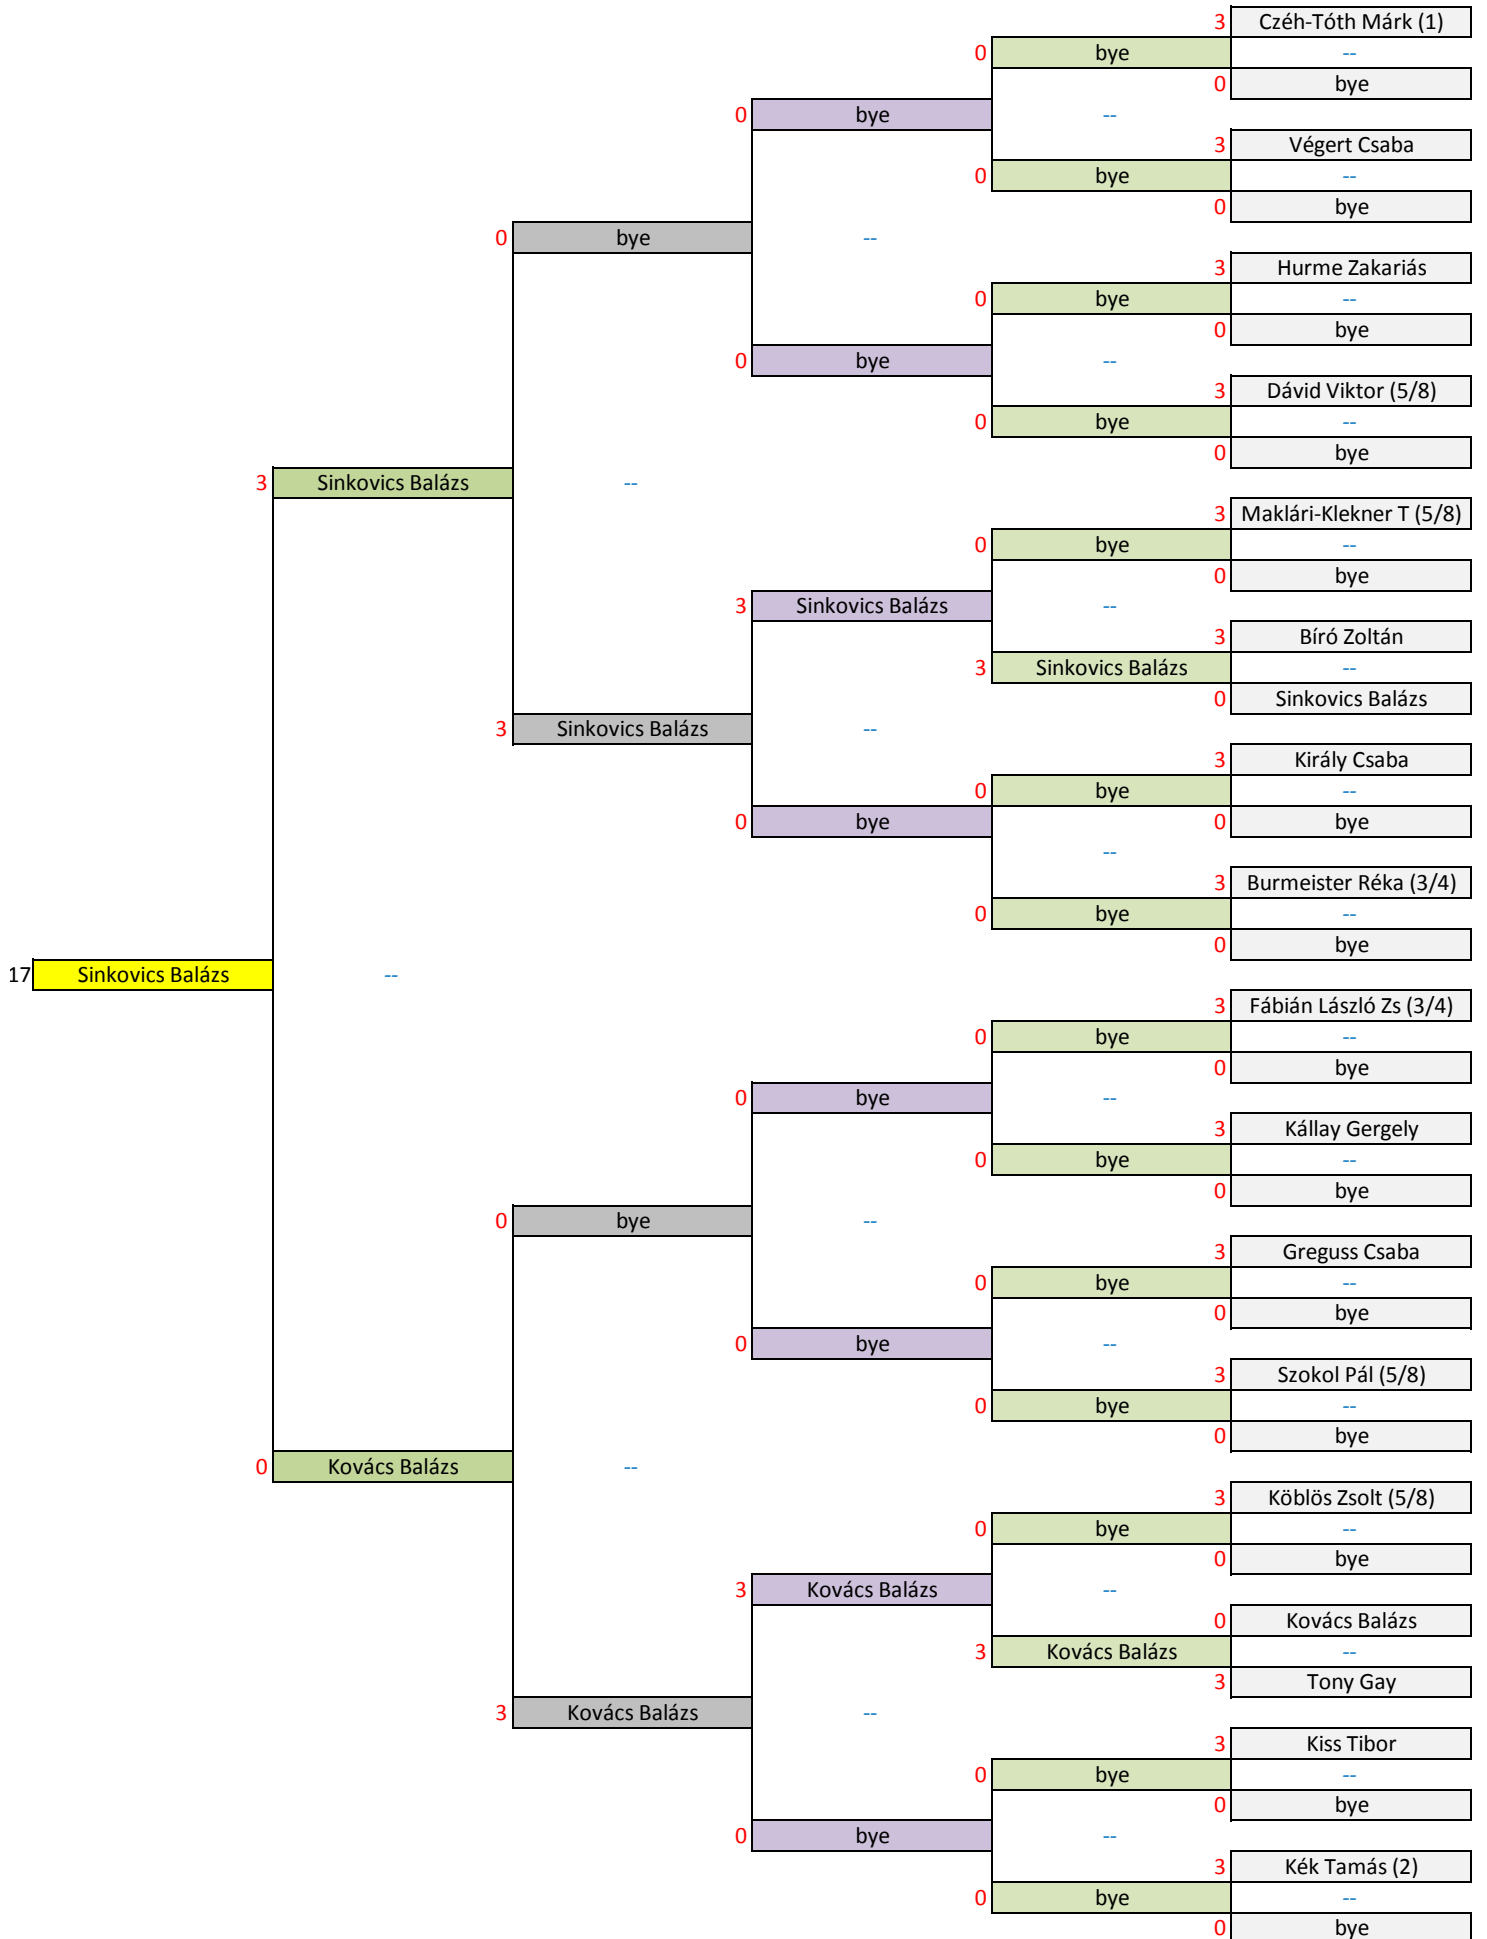 3 Czéh-Tóth Márk (1)
0 bye --
0 bye
0 bye --
3 Végert Csaba
0 bye --
0 bye
0 bye --
3 Hurme Zakariás
0 bye --
0 bye
0 bye --
3 Dávid Viktor (5/8)
0 bye --
0 bye
3 Sinkovics Balázs --
3 Maklári-Klekner T (5/8)
0 bye --
0 bye
3 Sinkovics Balázs --
3 Bíró Zoltán
3 Sinkovics Balázs --
0 Sinkovics Balázs
3 Sinkovics Balázs --
3 Király Csaba
0 bye --
0 bye 0 bye
--
3 Burmeister Réka (3/4)
0 bye --
0 bye
17 Sinkovics Balázs --
3 Fábián László Zs (3/4)
0 bye --
0 bye
0 bye --
3 Kállay Gergely
0 bye --
0 bye
0 bye --
3 Greguss Csaba
0 bye --
0 bye
0 bye --
3 Szokol Pál (5/8)
0 bye --
0 bye
0 Kovács Balázs --
3 Köblös Zsolt (5/8)
0 bye --
0 bye
3 Kovács Balázs --
0 Kovács Balázs
3 Kovács Balázs --
3 Tony Gay
3 Kovács Balázs --
3 Kiss Tibor
0 bye --
0 bye
0 bye --
3 Kék Tamás (2)
0 bye --
0 bye